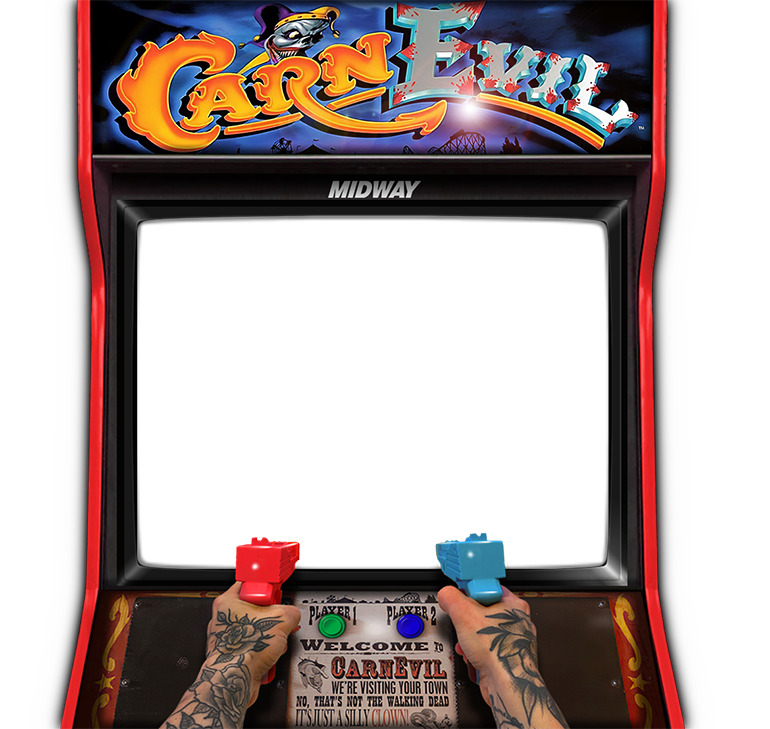 CARNEVIL
TM
MIDWAY
PLAYER 1 PLAYER 2
WELCOME TO
CARNEVIL
WE'RE VISITING YOUR TOWN
NO, THAT'S NOT THE WALKING DEAD
IT'S JUST A SILLY CLOWN!